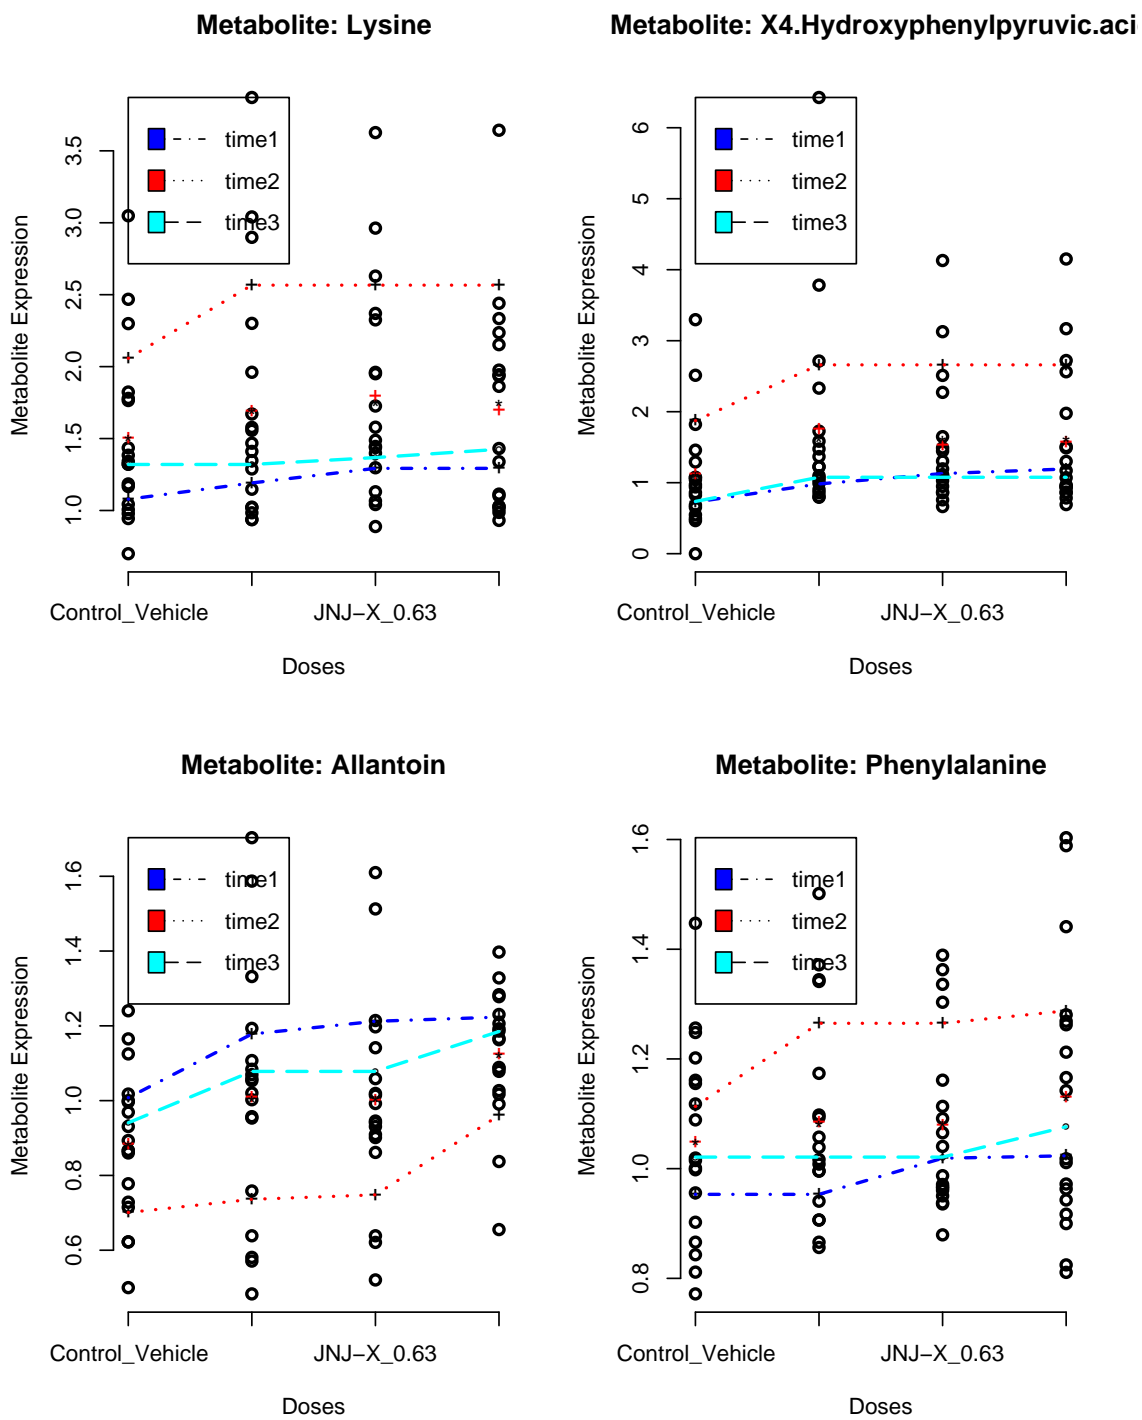 Metabolite: Lysine
3.5
3.0
2.5
2.0
1.5
1.0
Metabolite Expression
time1
time2
time3
Control_Vehicle
JNJ−X_0.63
Doses
Metabolite: X4.Hydroxyphenylpyruvic.aci
6
5
4
3
2
1
0
Metabolite Expression
time1
time2
time3
Control_Vehicle
JNJ−X_0.63
Doses
Metabolite: Allantoin
1.6
1.4
1.2
1.0
0.8
0.6
Metabolite Expression
time1
time2
time3
Control_Vehicle
JNJ−X_0.63
Doses
Metabolite: Phenylalanine
1.6
1.4
1.2
1.0
0.8
Metabolite Expression
time1
time2
time3
Control_Vehicle
JNJ−X_0.63
Doses